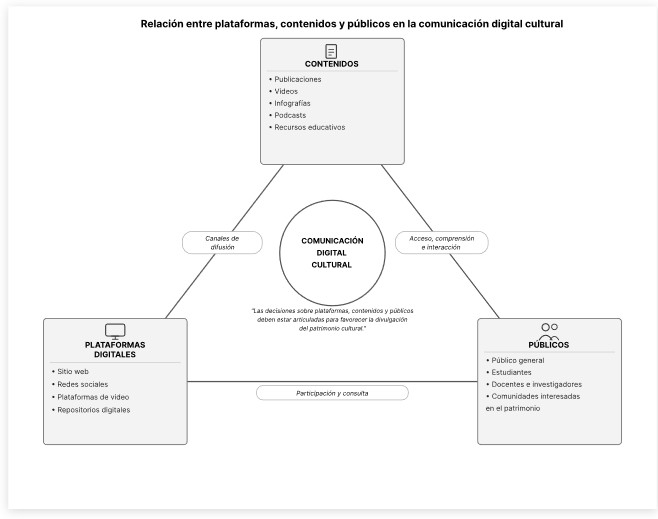 Relación entre plataformas, contenidos y públicos en la comunicación digital cultural
CONTENIDOS
• Publicaciones
• Videos
• Infografías
• Podcasts
• Recursos educativos
Canales de
difusión
COMUNICACIÓN
DIGITAL
CULTURAL
Acceso, comprensión
e interacción
"Las decisiones sobre plataformas, contenidos y públicos
deben estar articuladas para favorecer la divulgación
del patrimonio cultural."
PLATAFORMAS
DIGITALES
• Sitio web
• Redes sociales
• Plataformas de video
• Repositorios digitales
Participación y consulta
PÚBLICOS
• Público general
• Estudiantes
• Docentes e investigadores
• Comunidades interesadas
en el patrimonio